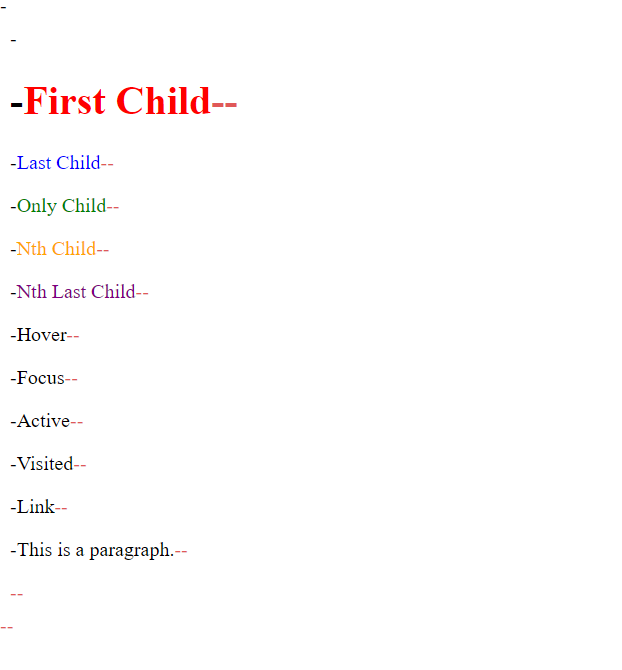 -
-
-First Child--
-Last Child--
-Only Child--
-Nth Child--
-Nth Last Child--
-Hover--
-Focus--
-Active--
-Visited--
-Link--
-This is a paragraph.--
--
--